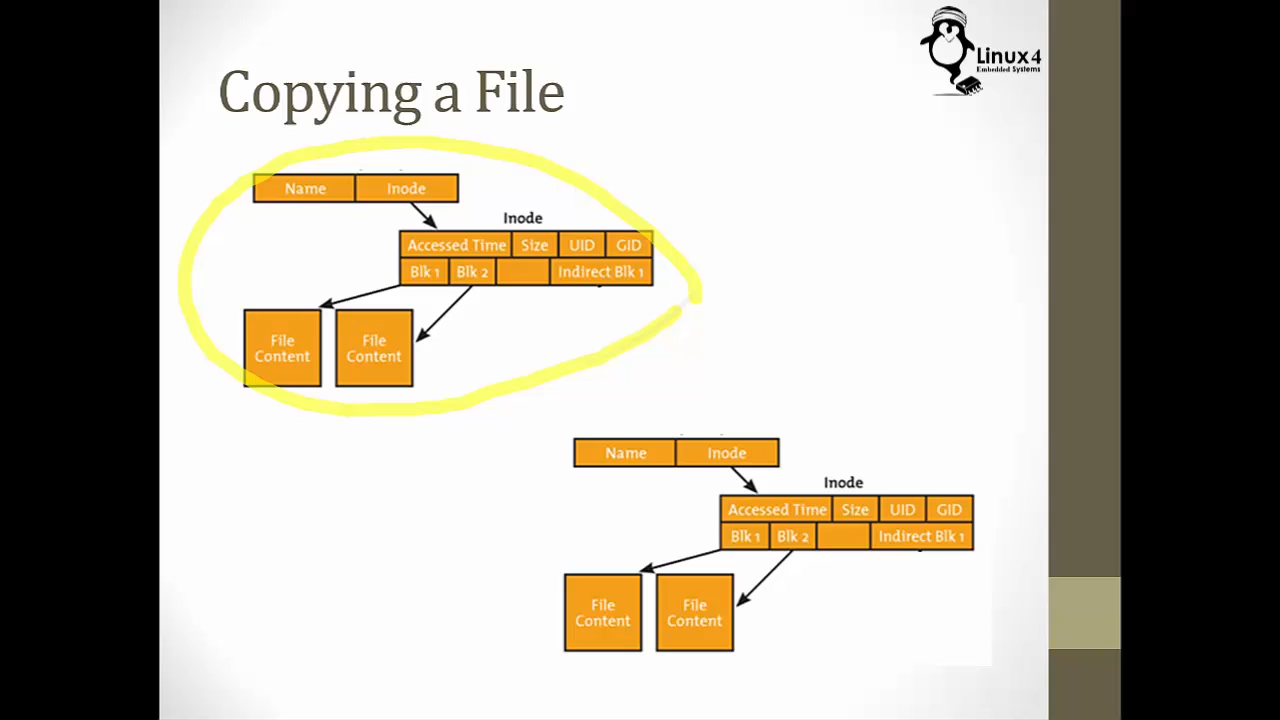 Linux4
Embedded Systems
Copying a File
Name Inode
Inode
Accessed Time Size UID GID
Blk 1 Blk 2 Indirect Blk 1
File
Content
File
Content
Name Inode
Inode
Accessed Time Size UID GID
Blk 1 Blk 2 Indirect Blk 1
File
Content
File
Content